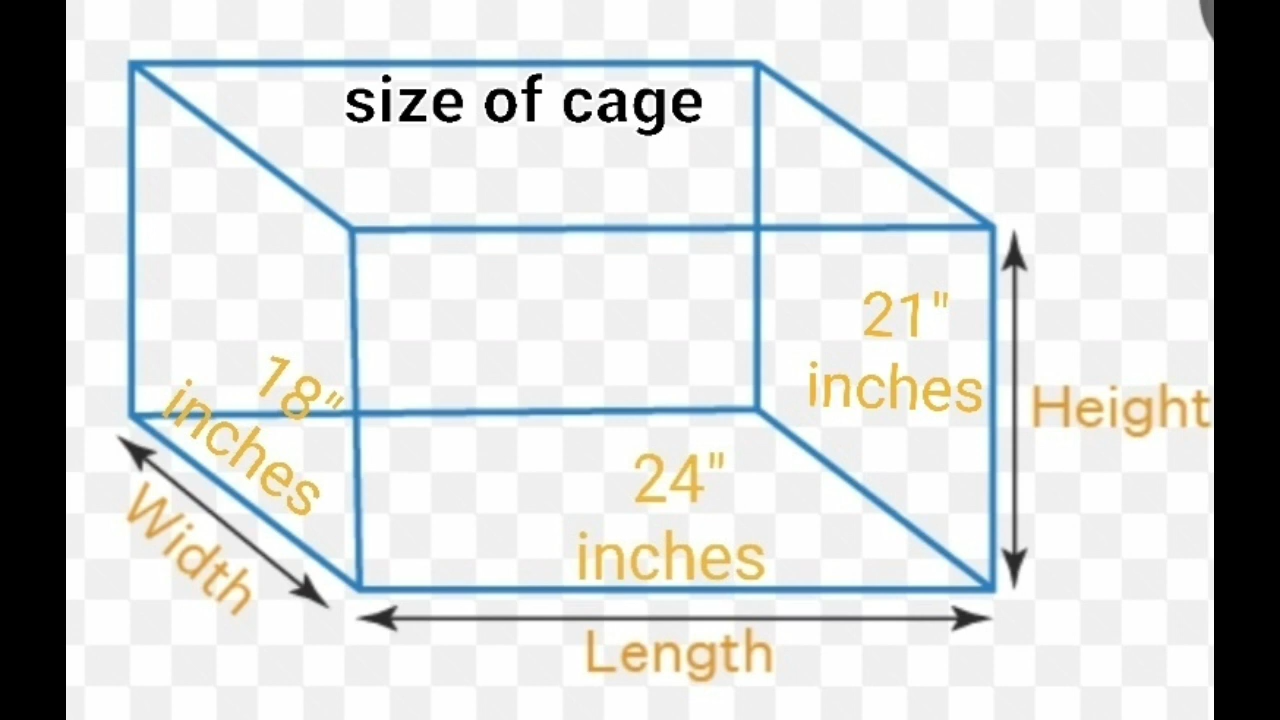 size of cage
21"
inches
Height
18"
inches
24"
inches
Width
Length